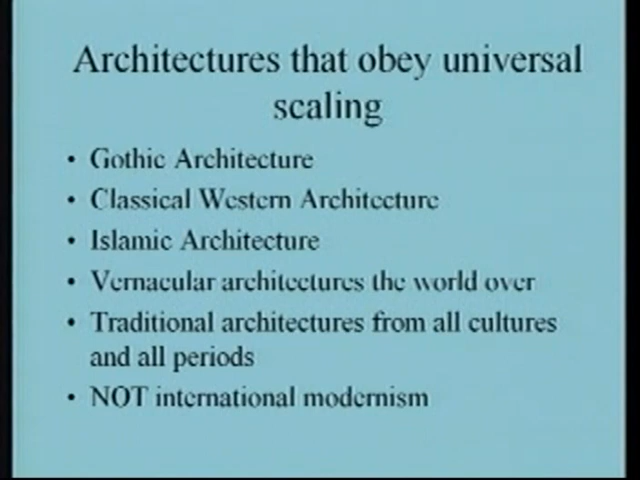 Architectures that obey universal
scaling
• Gothic Architecture
• Classical Western Architecture
• Islamic Architecture
• Vernacular architectures the world over
• Traditional architectures from all cultures
and all periods
• NOT international modernism